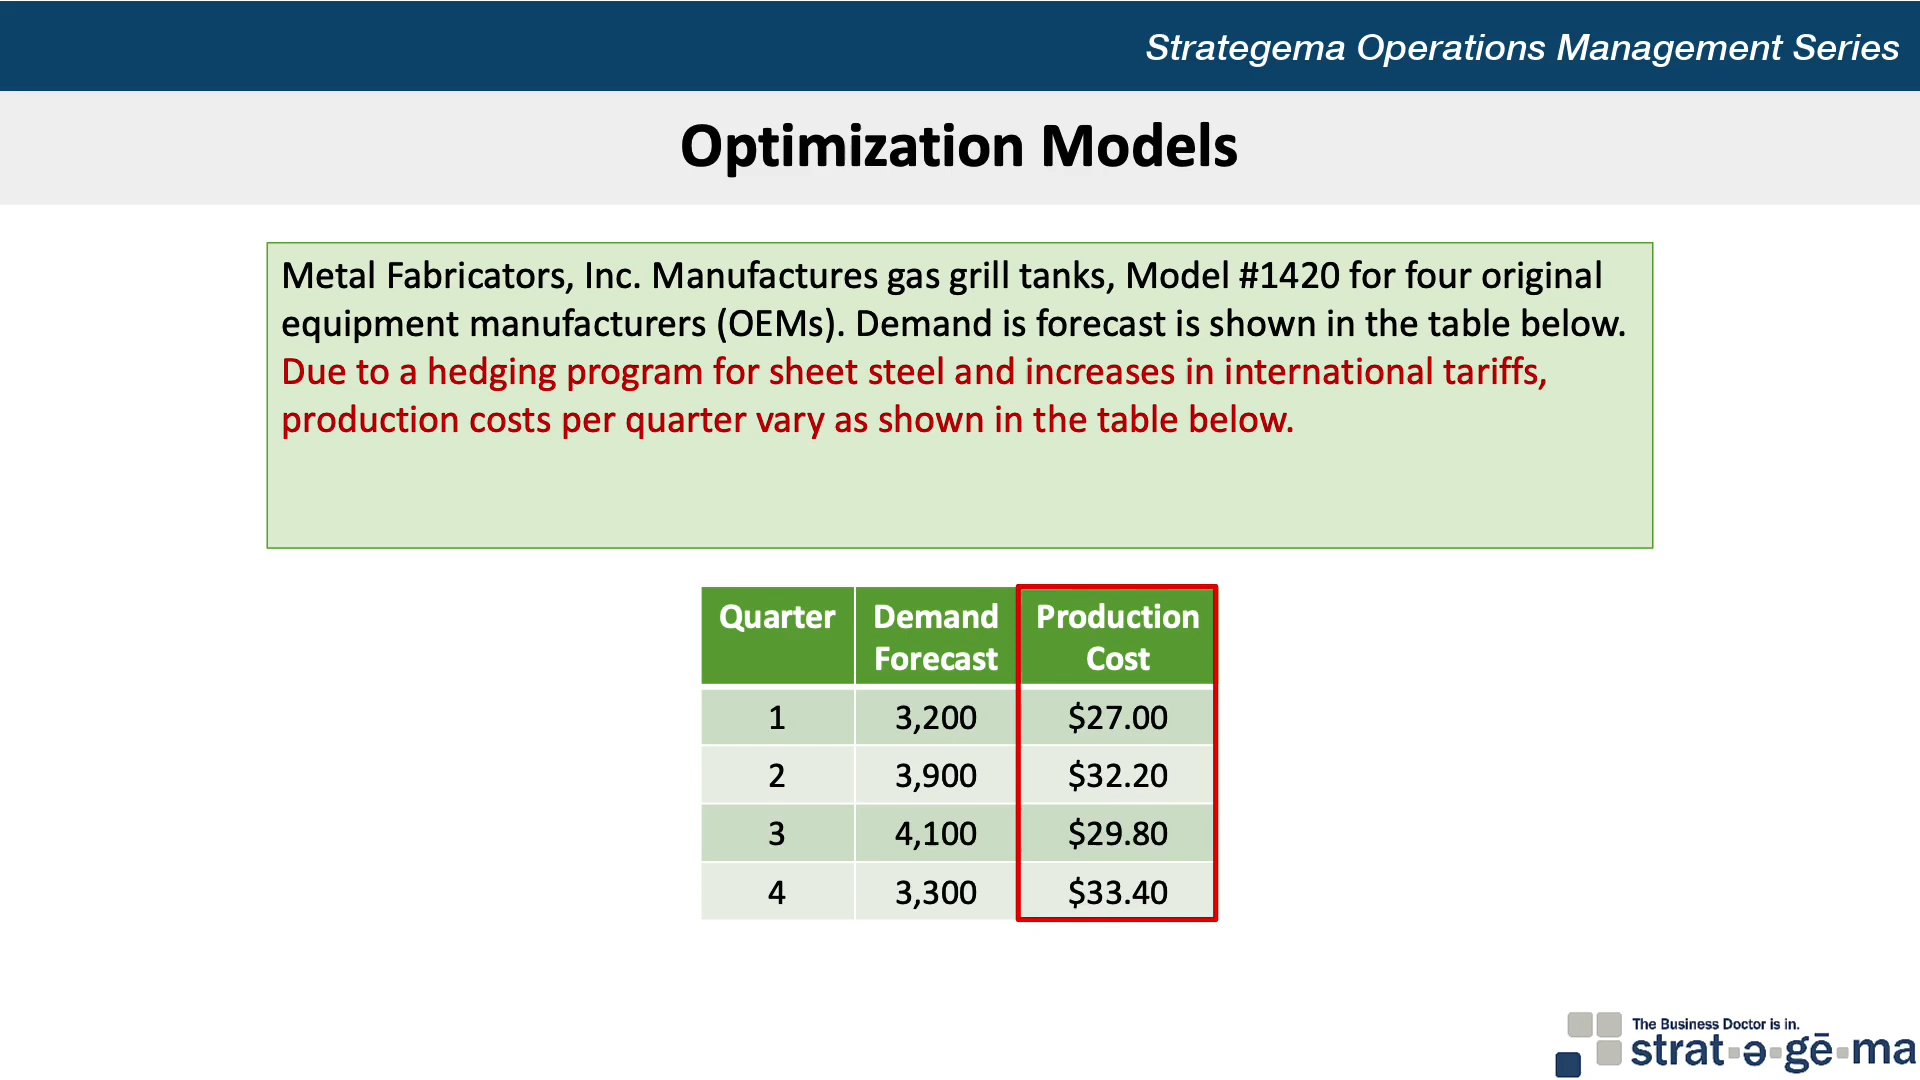 Strategema Operations Management Series
Optimization Models
Metal Fabricators, Inc. Manufactures gas grill tanks, Model #1420 for four original
equipment manufacturers (OEMs). Demand is forecast is shown in the table below.
Due to a hedging program for sheet steel and increases in international tariffs,
production costs per quarter vary as shown in the table below.
Quarter Demand Forecast Production Cost
1 3,200 $27.00
2 3,900 $32.20
3 4,100 $29.80
4 3,300 $33.40
The Business Doctor is in.
strat-ə-gē-ma